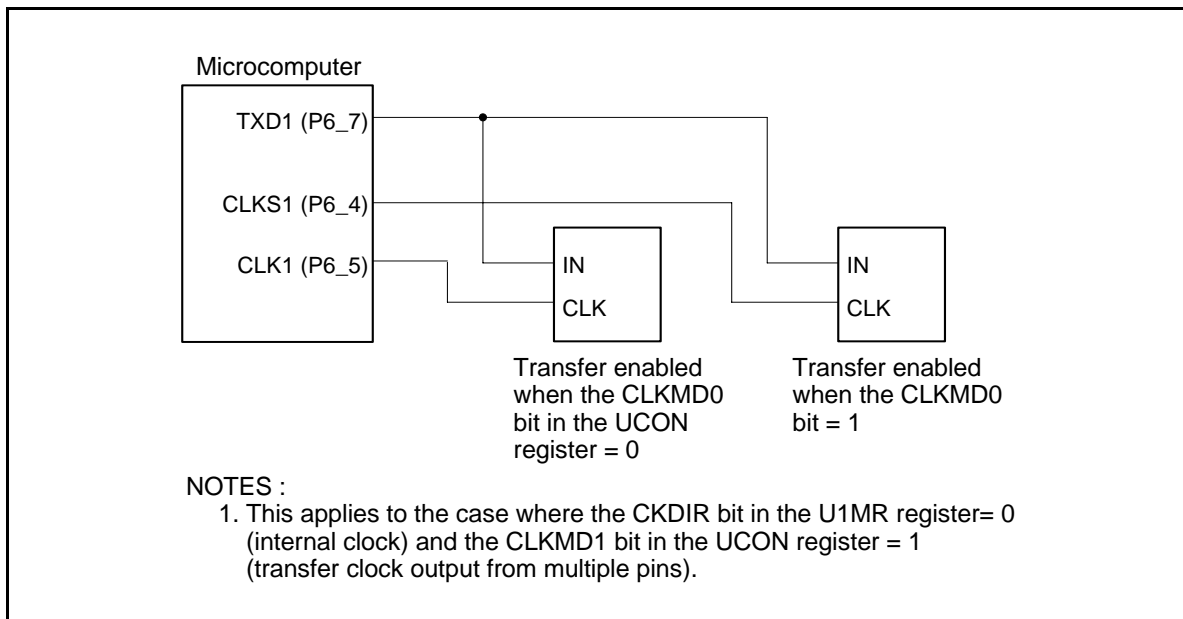 Microcomputer
TXD1 (P6_7)
CLKS1 (P6_4)
CLK1 (P6_5)
IN
CLK
IN
CLK
Transfer enabled
when the CLKMD0
bit in the UCON
register = 0
Transfer enabled
when the CLKMD0
bit = 1
NOTES :
1. This applies to the case where the CKDIR bit in the U1MR register= 0
(internal clock) and the CLKMD1 bit in the UCON register = 1
(transfer clock output from multiple pins).